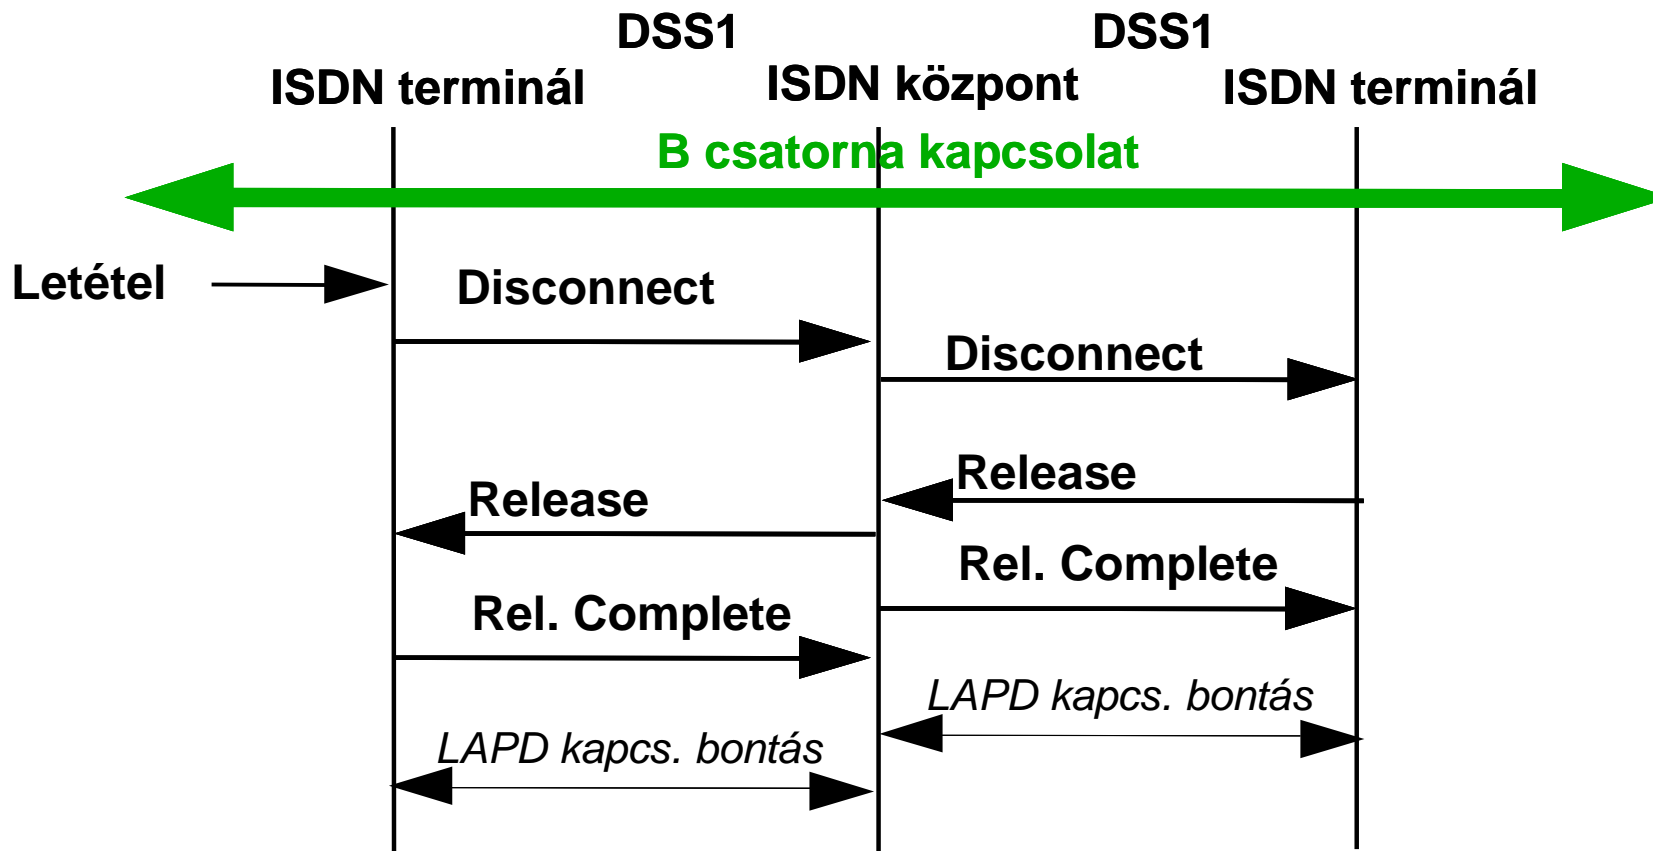 DSS1
DSS1
ISDN terminál
ISDN központ
ISDN terminál
B csatorna kapcsolat
Letétel
Disconnect
Disconnect
Release
Release
Rel. Complete
Rel. Complete
LAPD kapcs. bontás
LAPD kapcs. bontás